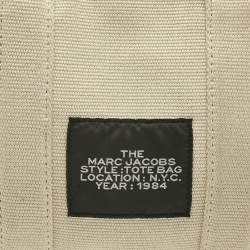 THE
MARC JACOBS
STYLE :TOTE BAG
LOCATION : N.Y.C.
YEAR : 1984